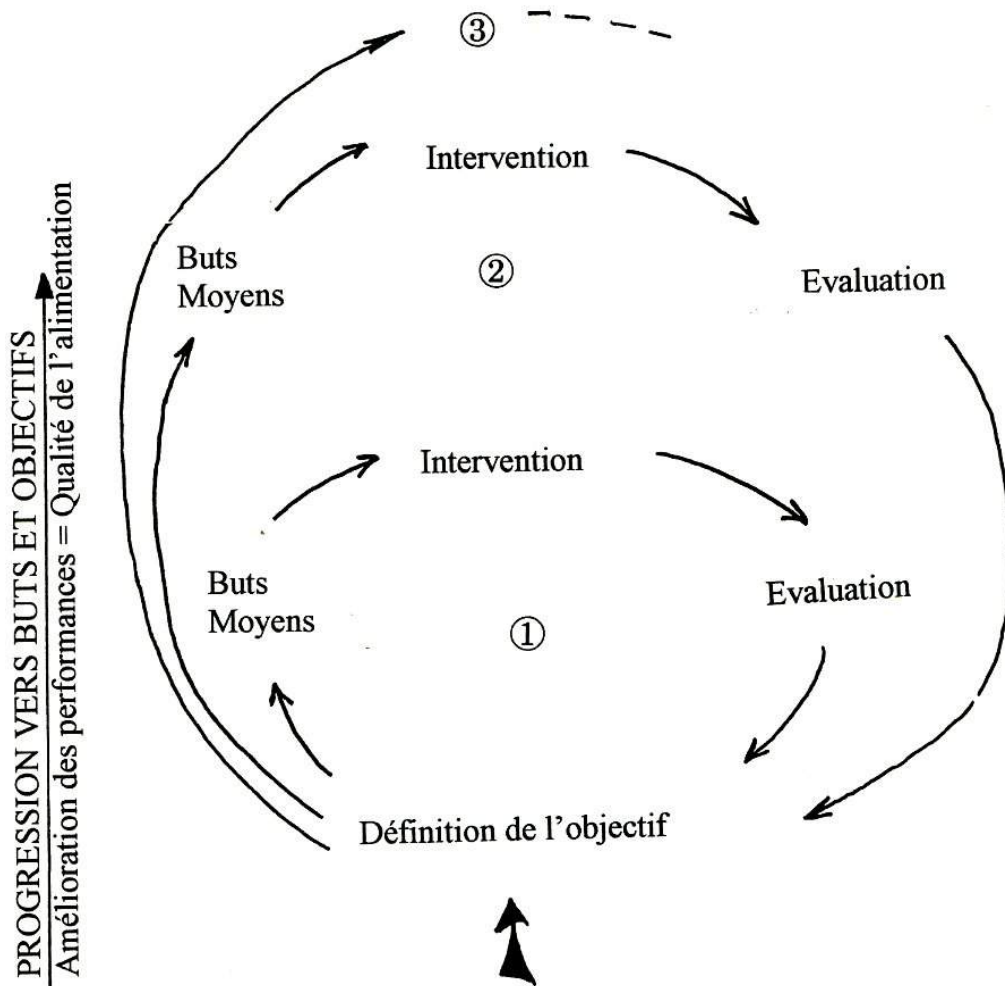 ③
Intervention
Buts
Moyens
②
Evaluation
Intervention
Buts
Moyens
①
Evaluation
Définition de l'objectif
PROGRESSION VERS BUTS ET OBJECTIFS
Amélioration des performances = Qualité de l'alimentation